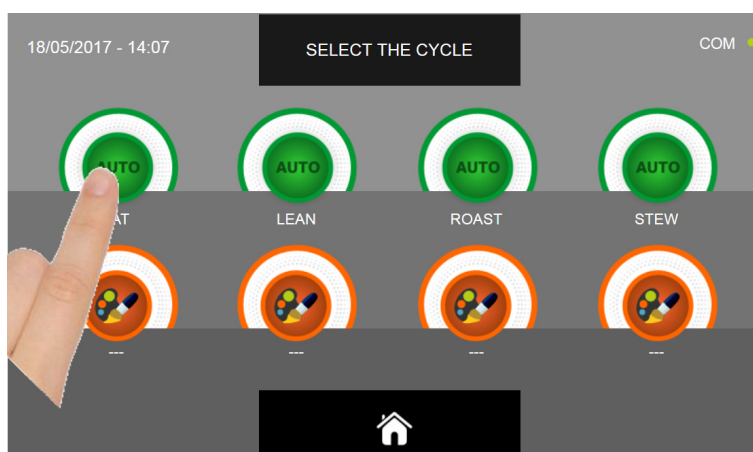 18/05/2017 - 14:07
SELECT THE CYCLE
COM
AUTO
AUTO
AUTO
AUTO
LEAN
ROAST
STEW
---
---
---
---